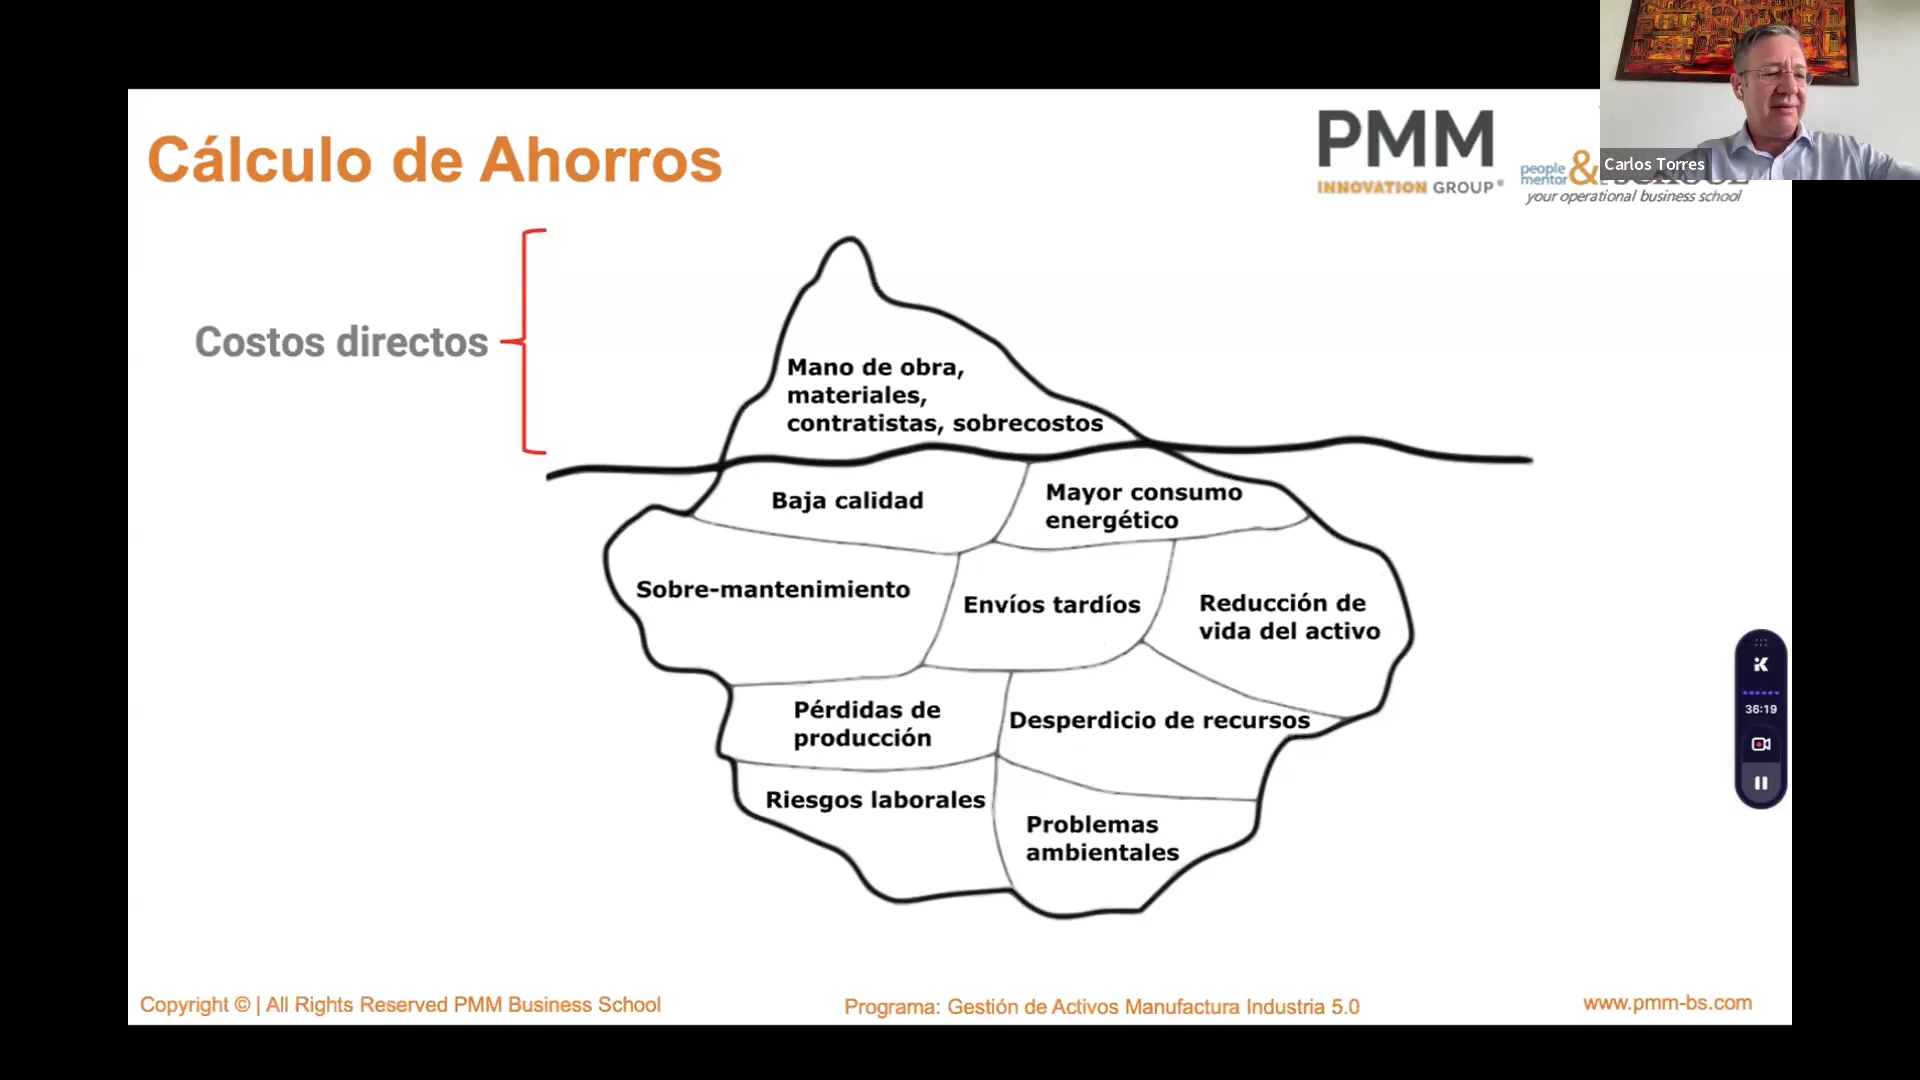 Cálculo de Ahorros
PMM
INNOVATION GROUP®
people
mentor &
your operational business school
Carlos Torres
Costos directos
Mano de obra,
materiales,
contratistas, sobrecostos
Baja calidad
Mayor consumo
energético
Sobre-mantenimiento
Envíos tardíos
Reducción de
vida del activo
Pérdidas de
producción
Desperdicio de recursos
Riesgos laborales
Problemas
ambientales
36:19
Copyright © | All Rights Reserved PMM Business School
Programa: Gestión de Activos Manufactura Industria 5.0
www.pmm-bs.com